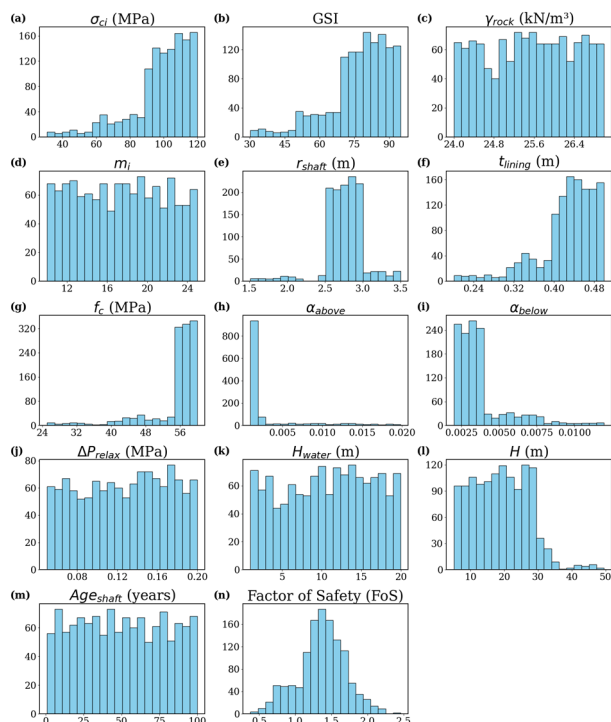 (a) σci (MPa)
160
120
80
40
0
40 60 80 100 120
(b) GSI
120
80
40
0
30 45 60 75 90
(c) γrock (kN/m³)
60
40
20
0
24.0 24.8 25.6 26.4
(d) mi
60
40
20
0
12 16 20 24
(e) rshaft (m)
200
150
100
50
0
1.5 2.0 2.5 3.0 3.5
(f) tlining (m)
160
120
80
40
0
0.24 0.32 0.40 0.48
(g) fc (MPa)
320
240
160
80
0
24 32 40 48 56
(h) αabove
800
600
400
200
0
0.005 0.010 0.015 0.020
(i) αbelow
240
180
120
60
0
0.0025 0.0050 0.0075 0.0100
(j) ΔPrelax (MPa)
80
60
40
20
0
0.08 0.12 0.16 0.20
(k) Hwater (m)
60
40
20
0
5 10 15 20
(l) H (m)
120
90
60
30
0
10 20 30 40 50
(m) Ageshaft (years)
60
40
20
0
0 25 50 75 100
(n) Factor of Safety (FoS)
160
120
80
40
0
0.5 1.0 1.5 2.0 2.5